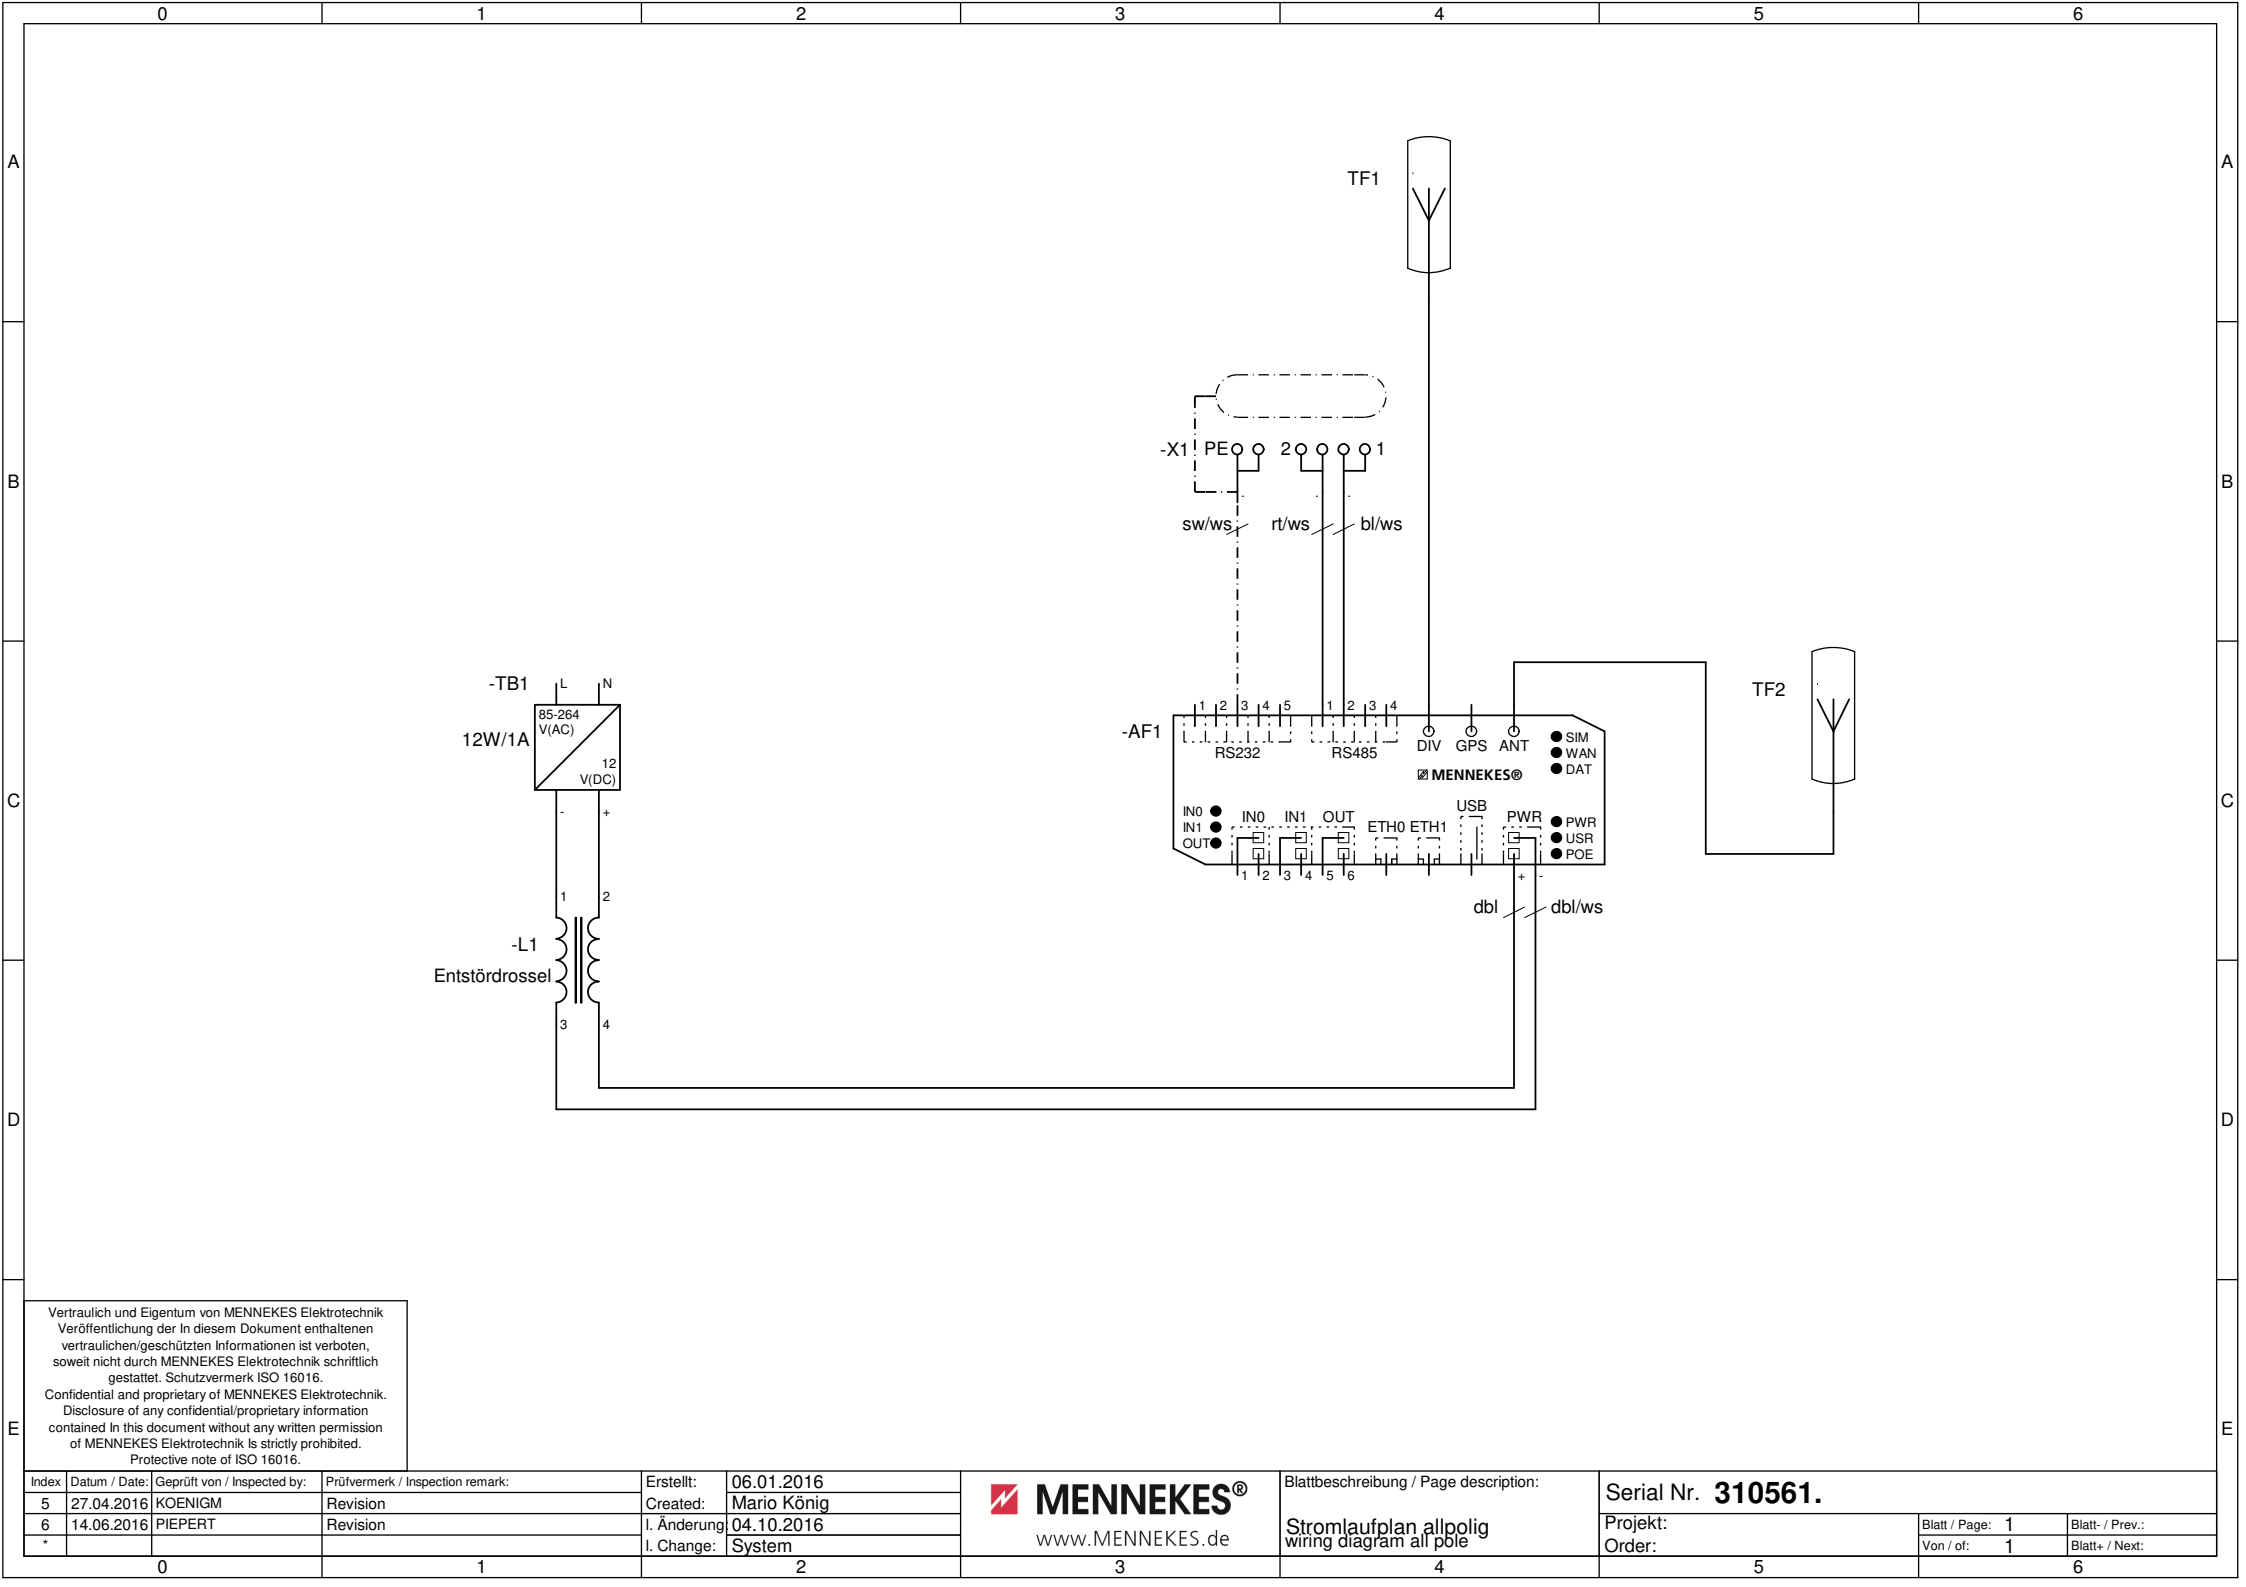 0 1 2 3 4 5 6
A A
TF1
-X1 PE 2 1
B B
sw/ws rt/ws bl/ws
-TB1 L N
TF2
85-264
V(AC)
12W/1A
12
V(DC)
- +
-AF1
1 2 3 4 5 1 2 3 4
RS232 RS485 DIV GPS ANT
SIM
WAN
DAT
MENNEKES®
C C
IN0
IN1
OUT
IN0 IN1 OUT ETH0 ETH1 USB PWR
PWR
USR
POE
1 2 3 4 5 6 + -
dbl dbl/ws
1 2
-L1
Entstördrossel
3 4
D D
Vertraulich und Eigentum von MENNEKES Elektrotechnik
Veröffentlichung der In diesem Dokument enthaltenen
vertraulichen/geschützten Informationen ist verboten,
soweit nicht durch MENNEKES Elektrotechnik schriftlich
gestattet. Schutzvermerk ISO 16016.
Confidential and proprietary of MENNEKES Elektrotechnik.
Disclosure of any confidential/proprietary information
contained In this document without any written permission
of MENNEKES Elektrotechnik Is strictly prohibited.
Protective note of ISO 16016.
E E
Index Datum / Date: Geprüft von / Inspected by: Prüfvermerk / Inspection remark:
5 27.04.2016 KOENIGM Revision
6 14.06.2016 PIEPERT Revision
*
Erstellt: 06.01.2016
Created: Mario König
l. Änderung: 04.10.2016
l. Change: System
MENNEKES®
www.MENNEKES.de
Blattbeschreibung / Page description:
Stromlaufplan allpolig
wiring diagram all pole
Serial Nr. 310561.
Projekt:
Order:
Blatt / Page: 1 Blatt- / Prev.:
Von / of: 1 Blatt+ / Next:
0 1 2 3 4 5 6